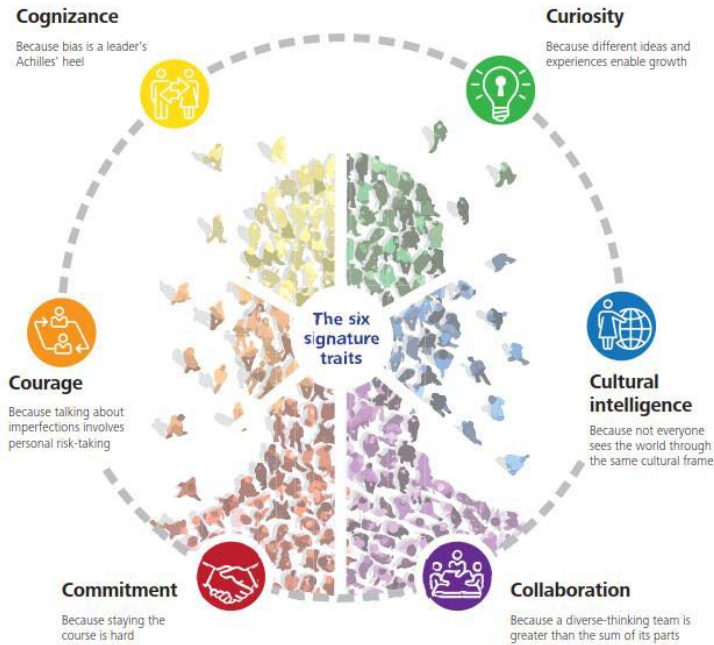 Cognizance
Because bias is a leader's
Achilles' heel
Curiosity
Because different ideas and
experiences enable growth
The six
signature
traits
Courage
Because talking about
imperfections involves
personal risk-taking
Cultural
intelligence
Because not everyone
sees the world through
the same cultural frame
Commitment
Because staying the
course is hard
Collaboration
Because a diverse-thinking team is
greater than the sum of its parts